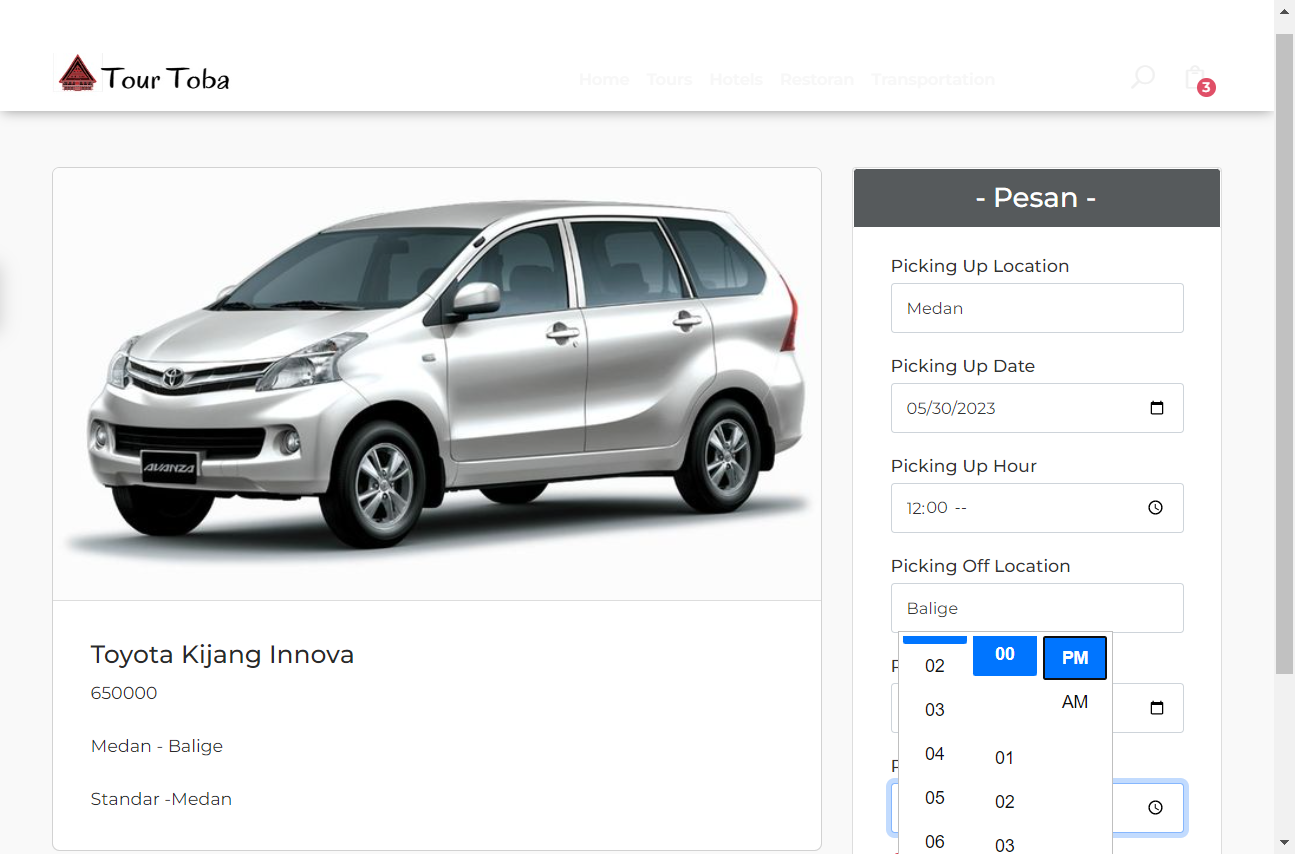 Tour Toba
Home Tours Hotels Restoran Transportation
3
AVANZA
Toyota Kijang Innova
650000
Medan - Balige
Standar -Medan
- Pesan -
Picking Up Location
Medan
Picking Up Date
05/30/2023
Picking Up Hour
12:00 --
Picking Off Location
Balige
02 00 PM
03 AM
04 01
05 02
06 03